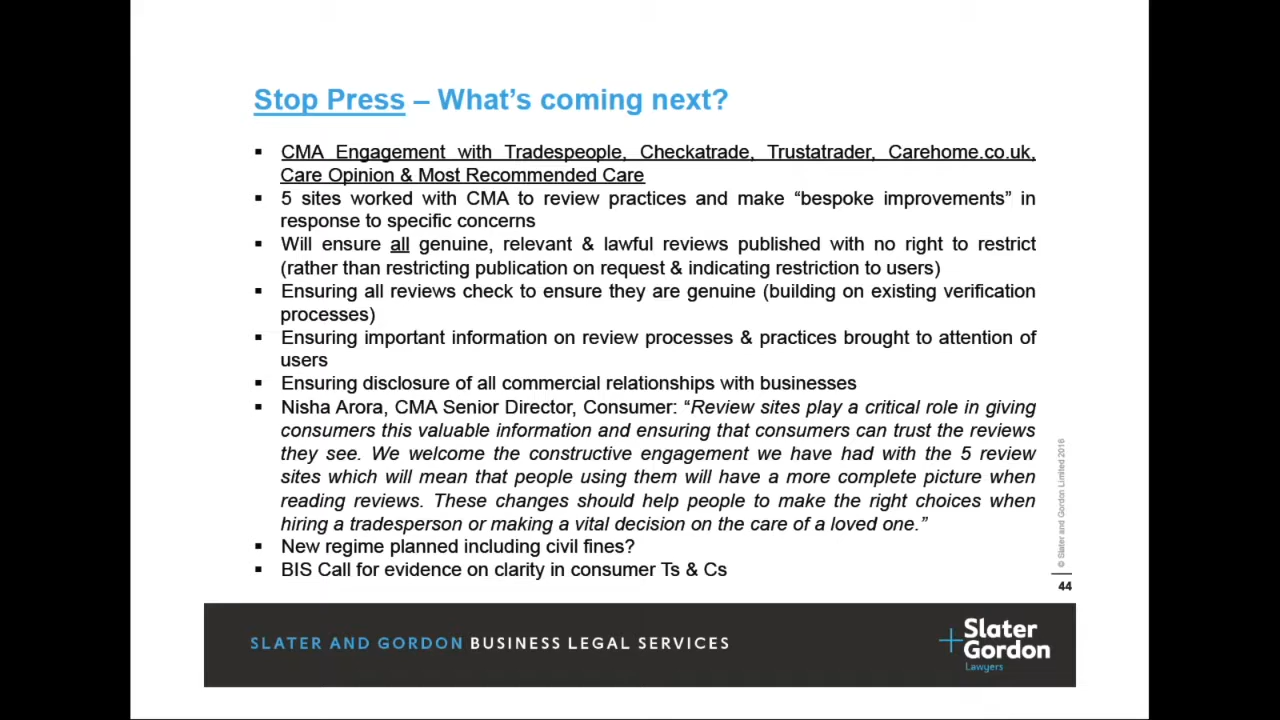 Stop Press – What's coming next?
▪ CMA Engagement with Tradespeople, Checkatrade, Trustatrader, Carehome.co.uk,
Care Opinion & Most Recommended Care
▪ 5 sites worked with CMA to review practices and make “bespoke improvements” in
response to specific concerns
▪ Will ensure all genuine, relevant & lawful reviews published with no right to restrict
(rather than restricting publication on request & indicating restriction to users)
▪ Ensuring all reviews check to ensure they are genuine (building on existing verification
processes)
▪ Ensuring important information on review processes & practices brought to attention of
users
▪ Ensuring disclosure of all commercial relationships with businesses
▪ Nisha Arora, CMA Senior Director, Consumer: “Review sites play a critical role in giving
consumers this valuable information and ensuring that consumers can trust the reviews
they see. We welcome the constructive engagement we have had with the 5 review
sites which will mean that people using them will have a more complete picture when
reading reviews. These changes should help people to make the right choices when
hiring a tradesperson or making a vital decision on the care of a loved one.”
▪ New regime planned including civil fines?
▪ BIS Call for evidence on clarity in consumer Ts & Cs
© Slater and Gordon Limited 2016
44
SLATER AND GORDON BUSINESS LEGAL SERVICES
Slater
Gordon
Lawyers